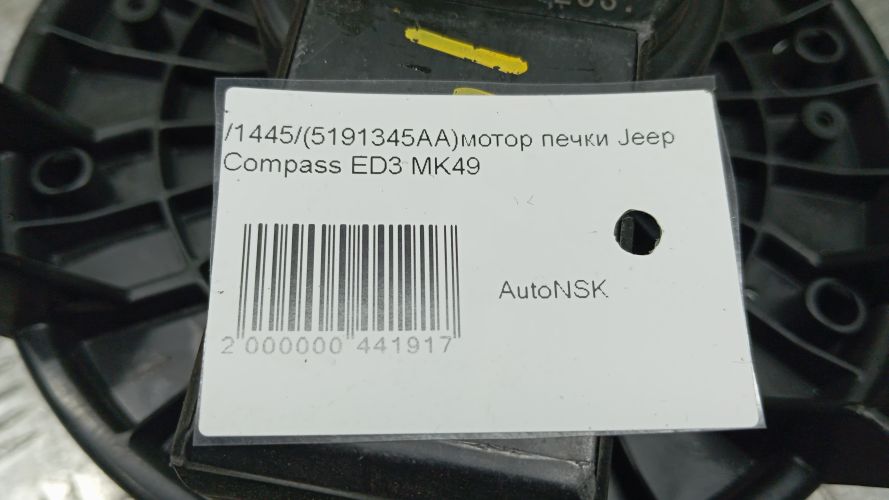 /1445/(5191345AA)мотор печки Jeep
Compass ED3 MK49
AutoNSK
2 000000 441917